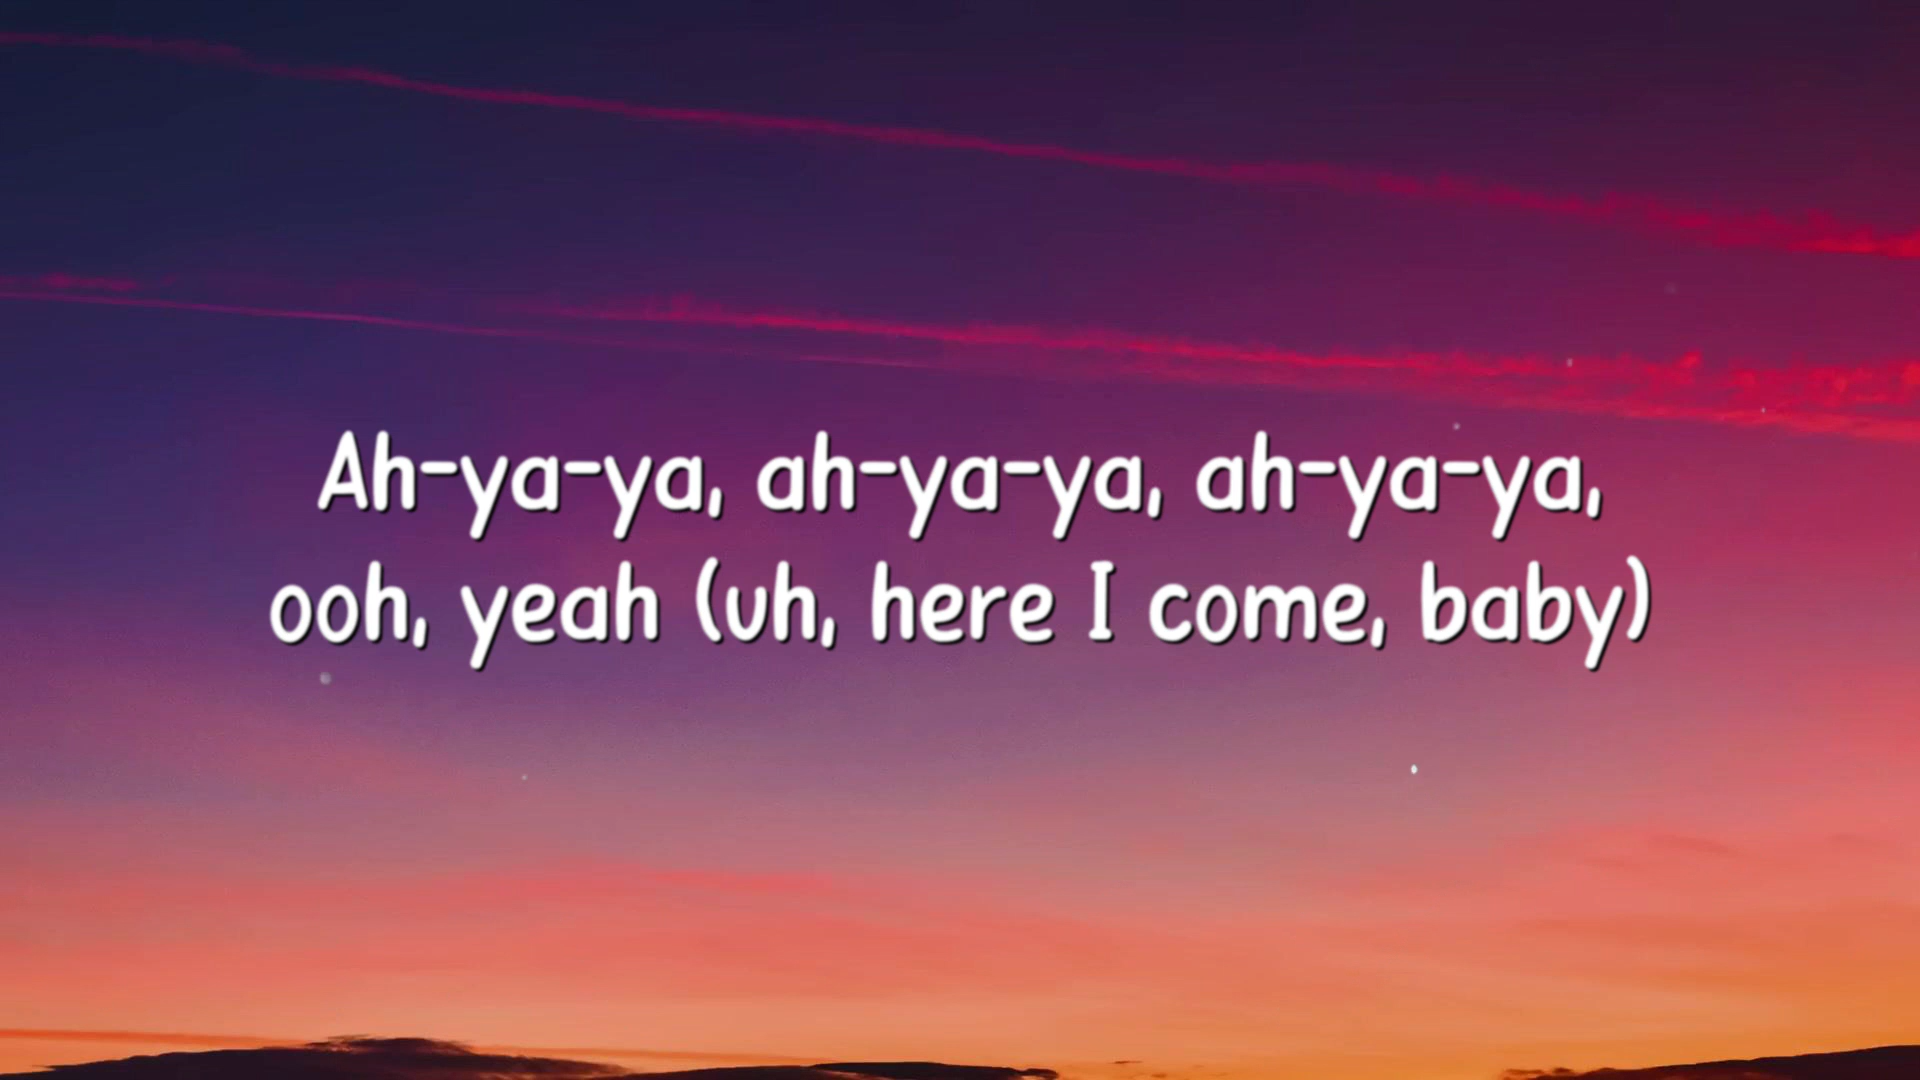 Ah-ya-ya, ah-ya-ya, ah-ya-ya,
ooh, yeah (uh, here I come, baby)